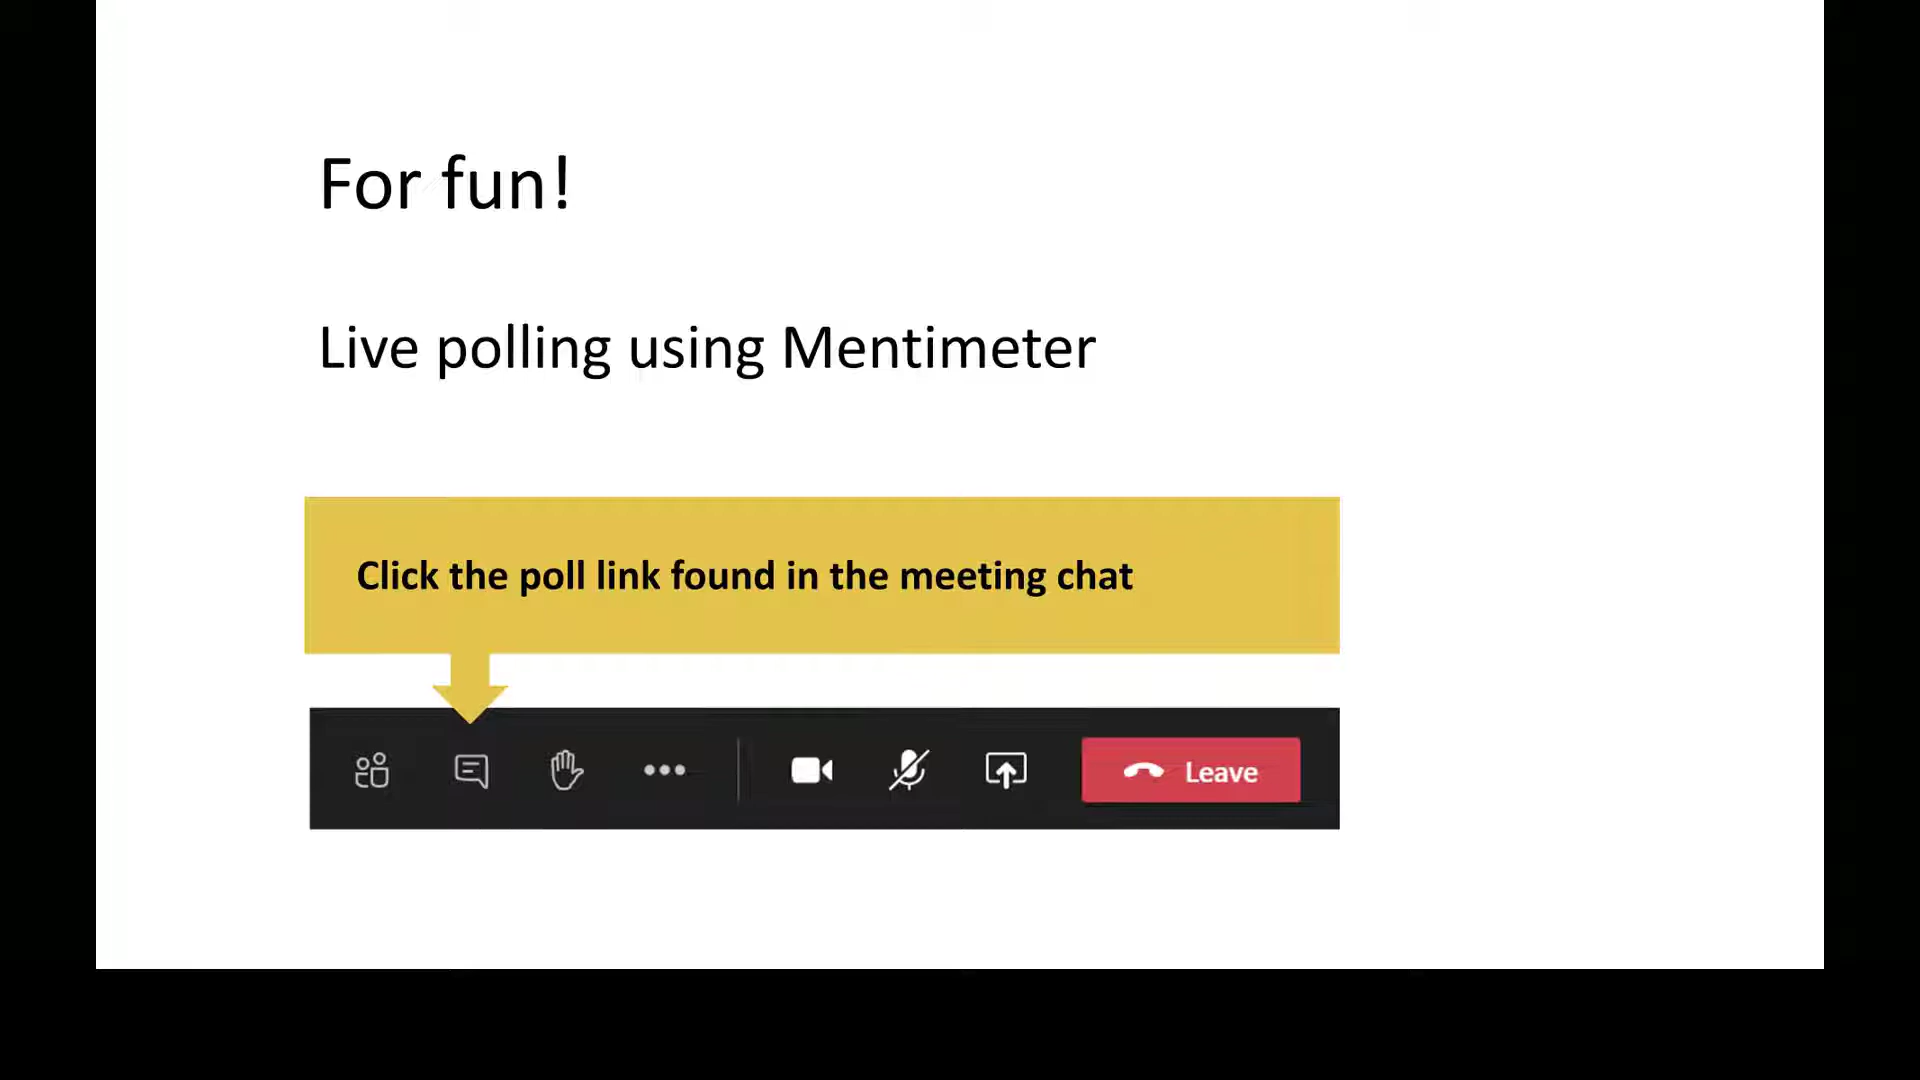 For fun!
Live polling using Mentimeter
Click the poll link found in the meeting chat
Leave